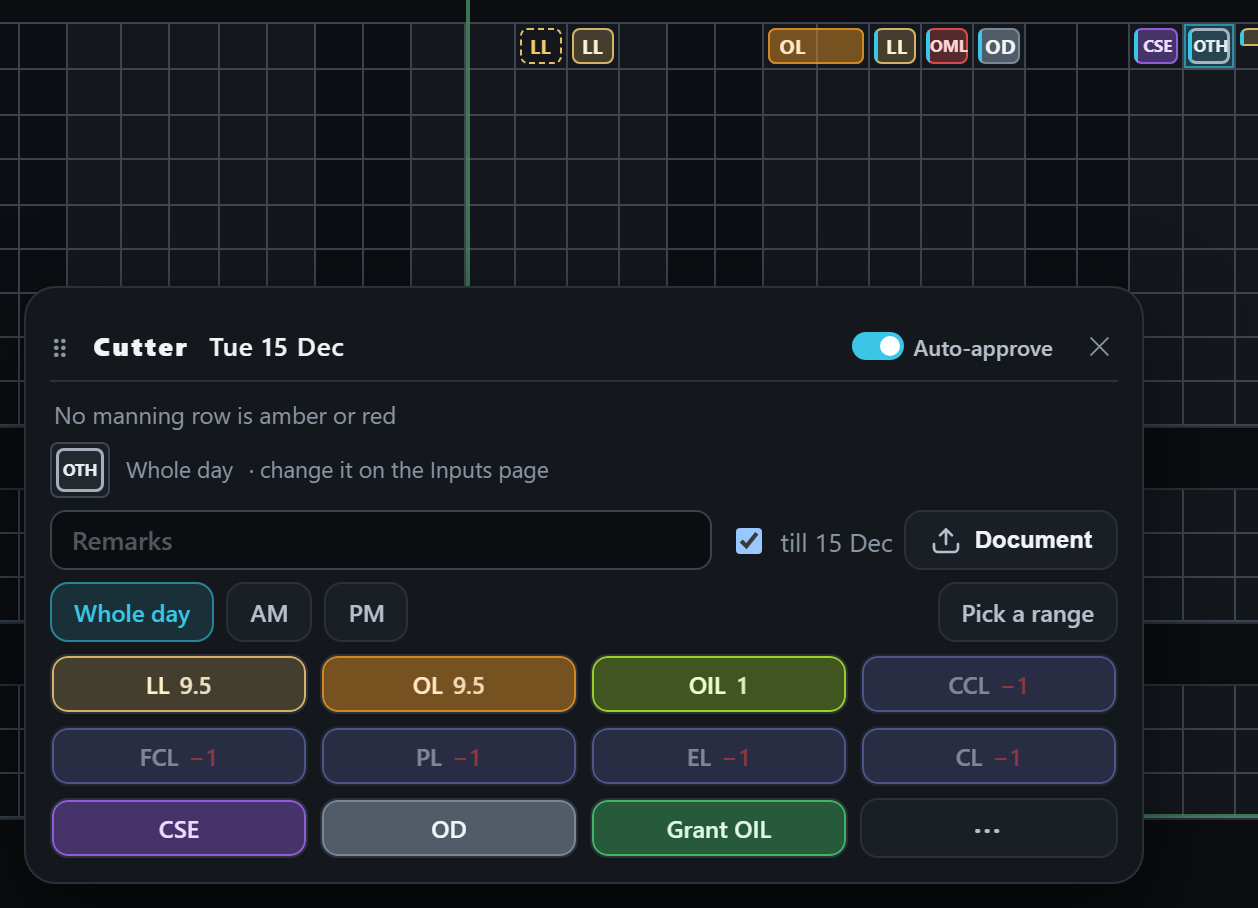 LL LL OL LL OML OD CSE OTH
Cutter Tue 15 Dec Auto-approve
No manning row is amber or red
OTH Whole day · change it on the Inputs page
Remarks till 15 Dec Document
Whole day AM PM Pick a range
LL 9.5 OL 9.5 OIL 1 CCL −1
FCL −1 PL −1 EL −1 CL −1
CSE OD Grant OIL ...